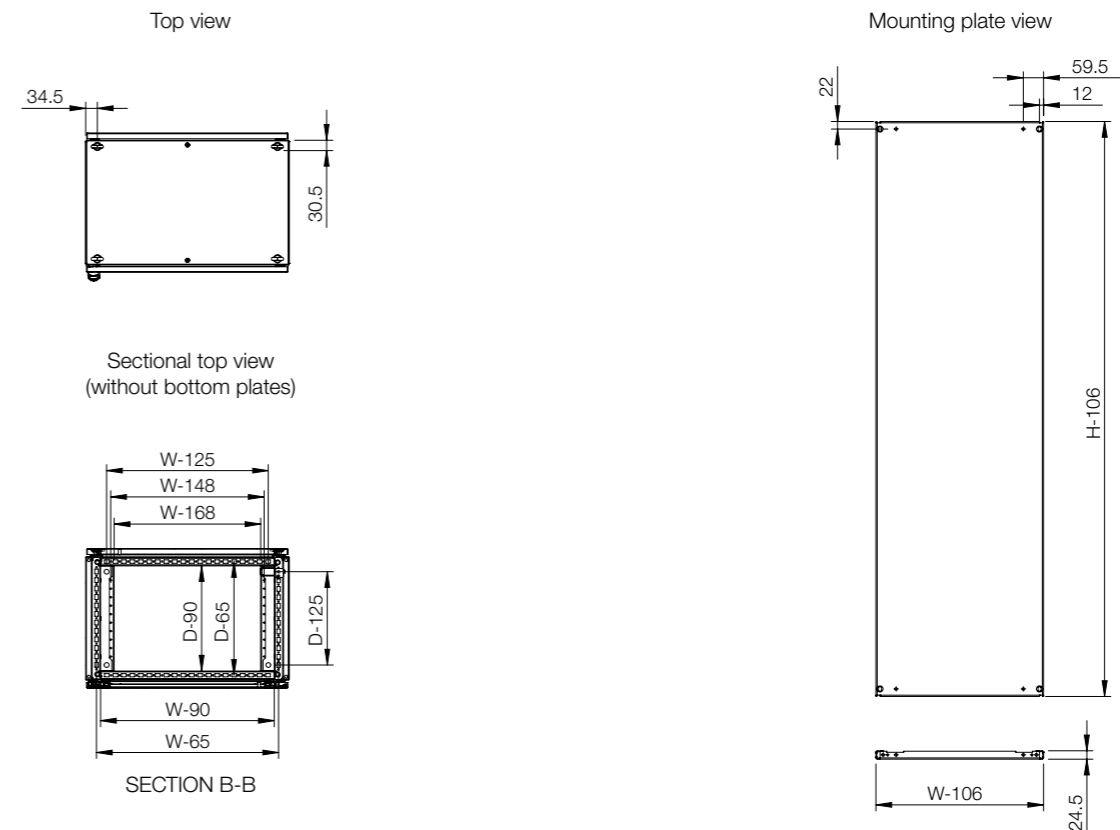 Top view
34.5
30.5
Sectional top view
(without bottom plates)
W-125
W-148
W-168
D-90
D-65
D-125
W-90
W-65
SECTION B-B
Mounting plate view
59.5
22
12
H-106
W-106
24.5